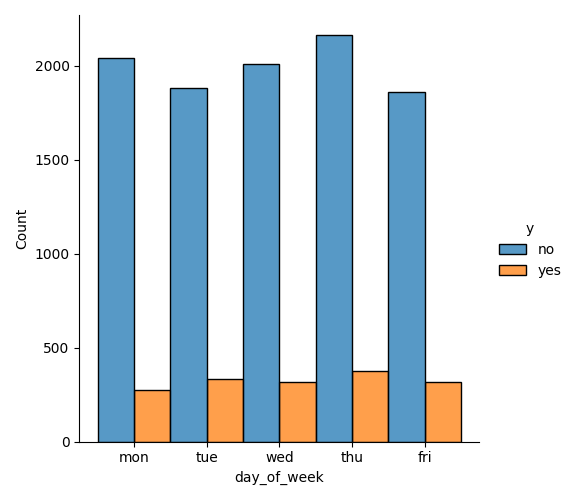 2000
1500
1000
500
0
Count
mon tue wed thu fri
day_of_week
y
no
yes